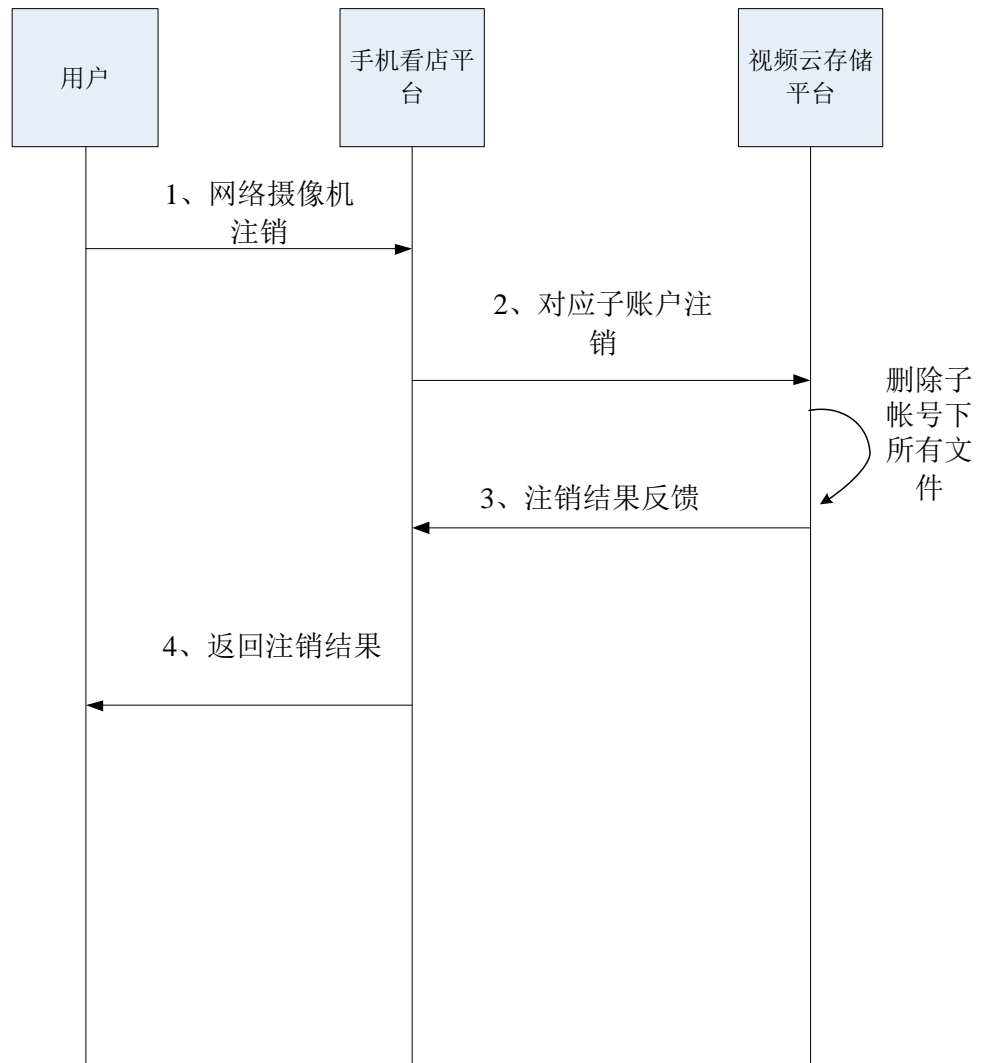 用户
手机看店平
台
视频云存储
平台
1、网络摄像机
注销
2、对应子账户注
销
删除子
帐号下
所有文
件
3、注销结果反馈
4、返回注销结果